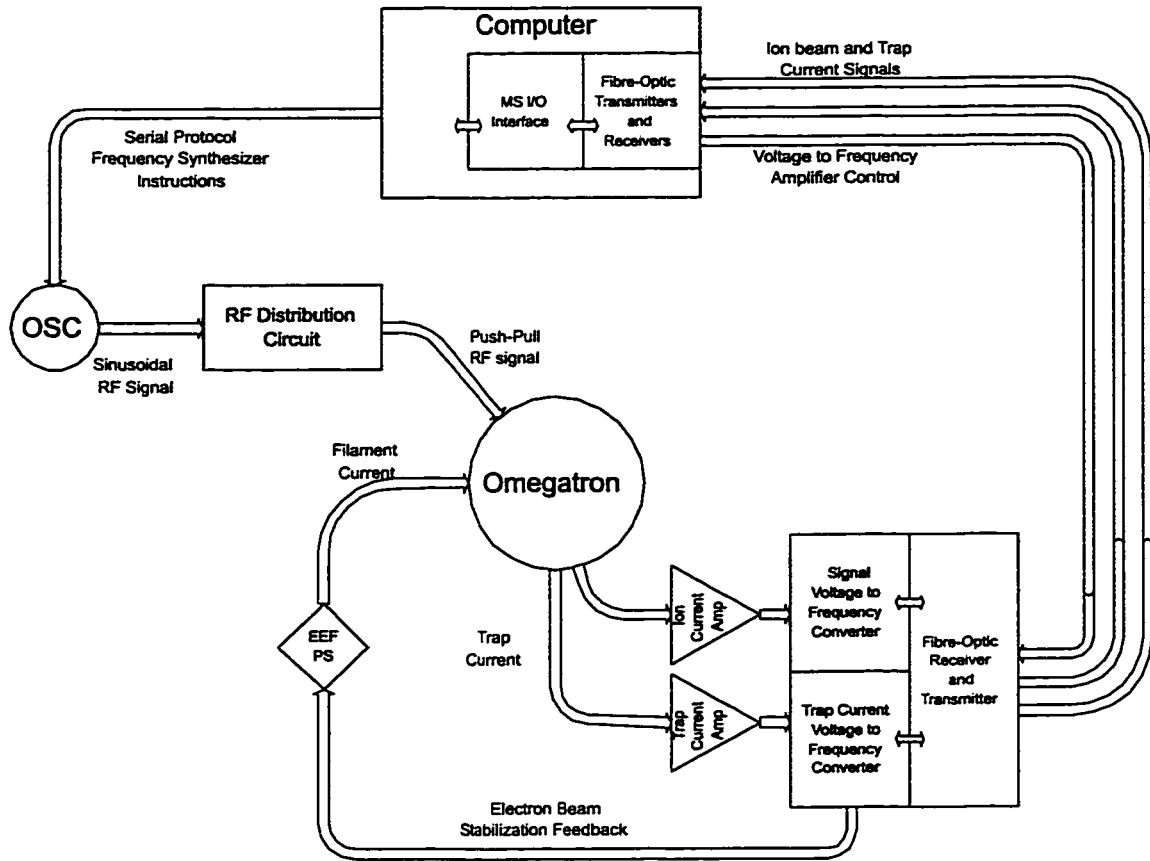 Computer
MS I/O
Interface
Fibre-Optic
Transmitters
and
Receivers
Ion beam and Trap
Current Signals
Voltage to Frequency
Amplifier Control
Serial Protocol
Frequency Synthesizer
Instructions
OSC
Sinusoidal
RF Signal
RF Distribution
Circuit
Push-Pull
RF signal
Filament
Current
Omegatron
EEF
PS
Trap
Current
Ion
Current
Amp
Trap
Current
Amp
Signal
Voltage to
Frequency
Converter
Trap Current
Voltage to
Frequency
Converter
Fibre-Optic
Receiver
and
Transmitter
Electron Beam
Stabilization Feedback